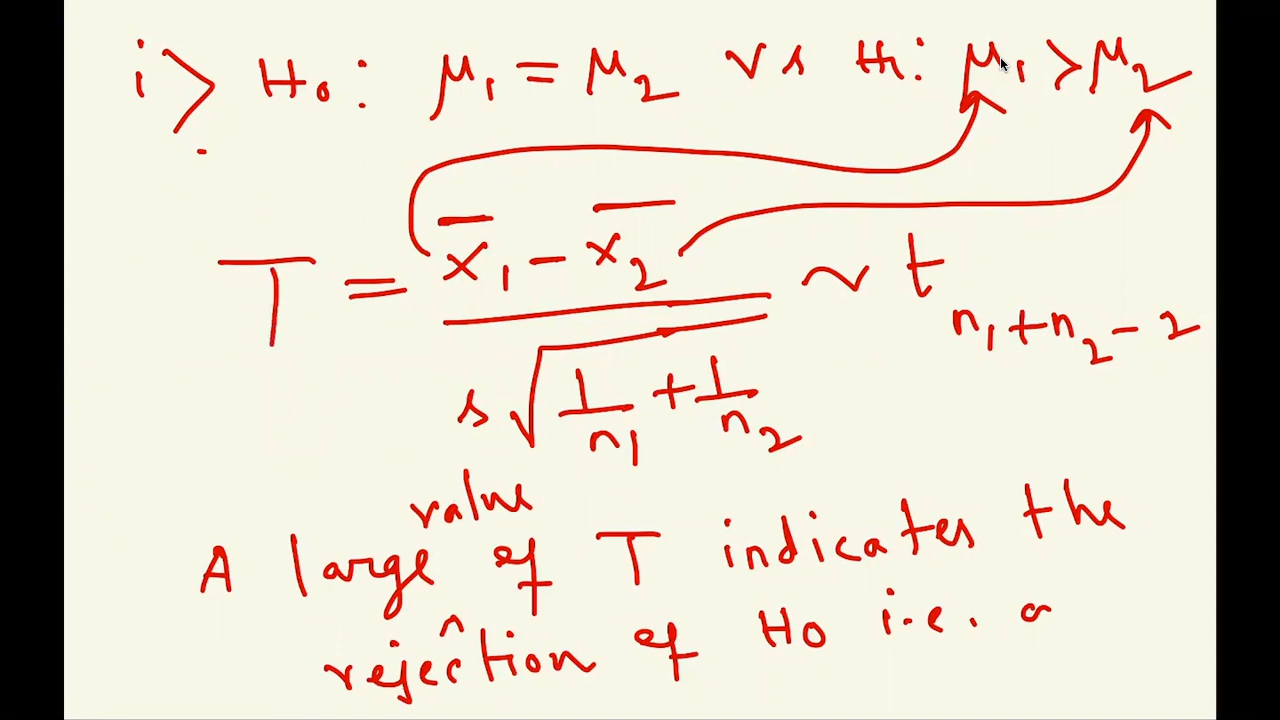 i> H₀: μ₁ = μ₂ vs H₁: μ₁ > μ₂
T = x̄₁ - x̄₂ / s √(1/n₁ + 1/n₂) ~ t n₁+n₂-2
value
A large of T indicates the
rejection of H₀ i.e. a